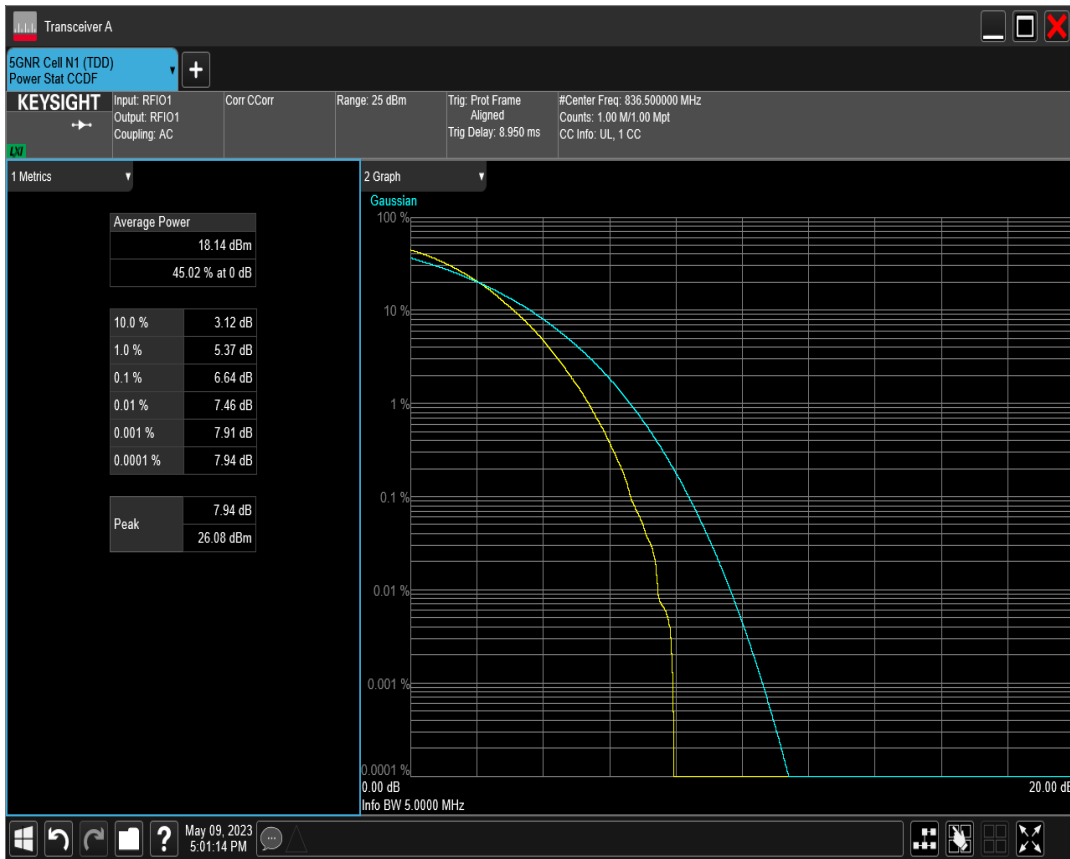 Transceiver A
5GNR Cell N1 (TDD)
Power Stat CCDF
+
KEYSIGHT
LXI
Input: RFIO1
Output: RFIO1
Coupling: AC
Corr CCorr
Range: 25 dBm
Trig: Prot Frame
Aligned
Trig Delay: 8.950 ms
#Center Freq: 836.500000 MHz
Counts: 1.00 M/1.00 Mpt
CC Info: UL, 1 CC
1 Metrics
Average Power
18.14 dBm
45.02 % at 0 dB
10.0 % 3.12 dB
1.0 % 5.37 dB
0.1 % 6.64 dB
0.01 % 7.46 dB
0.001 % 7.91 dB
0.0001 % 7.94 dB
Peak
7.94 dB
26.08 dBm
2 Graph
Gaussian
100 %
10 %
1 %
0.1 %
0.01 %
0.001 %
0.0001 %
0.00 dB
20.00 dB
Info BW 5.0000 MHz
?
May 09, 2023
5:01:14 PM